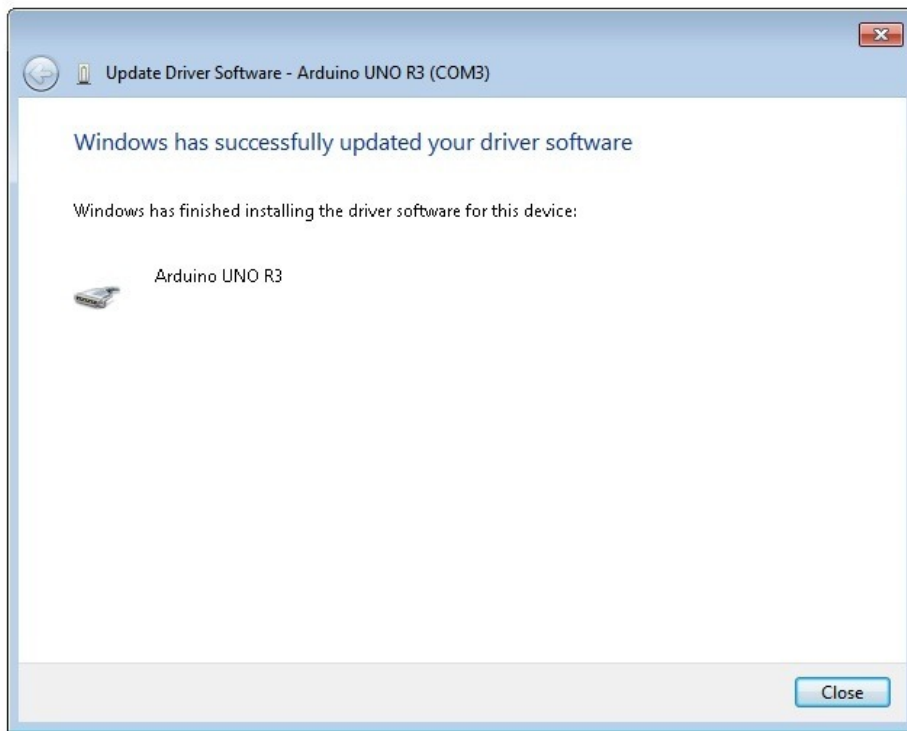 Update Driver Software - Arduino UNO R3 (COM3)
Windows has successfully updated your driver software
Windows has finished installing the driver software for this device:
Arduino UNO R3
Close